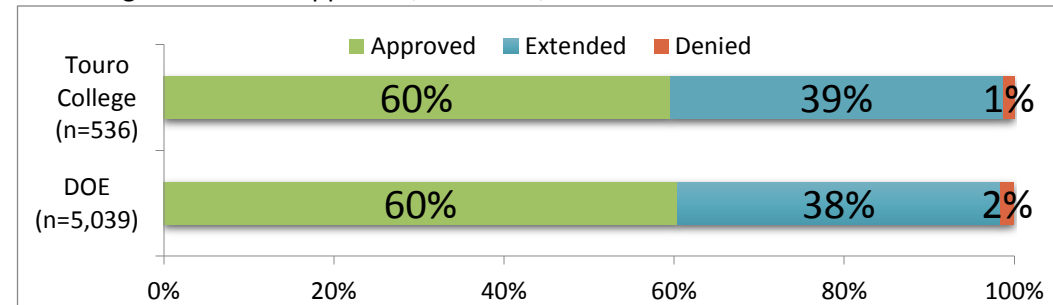 Approved Extended Denied
Touro
College
(n=536)
60% 39% 1%
DOE
(n=5,039)
60% 38% 2%
0% 20% 40% 60% 80% 100%